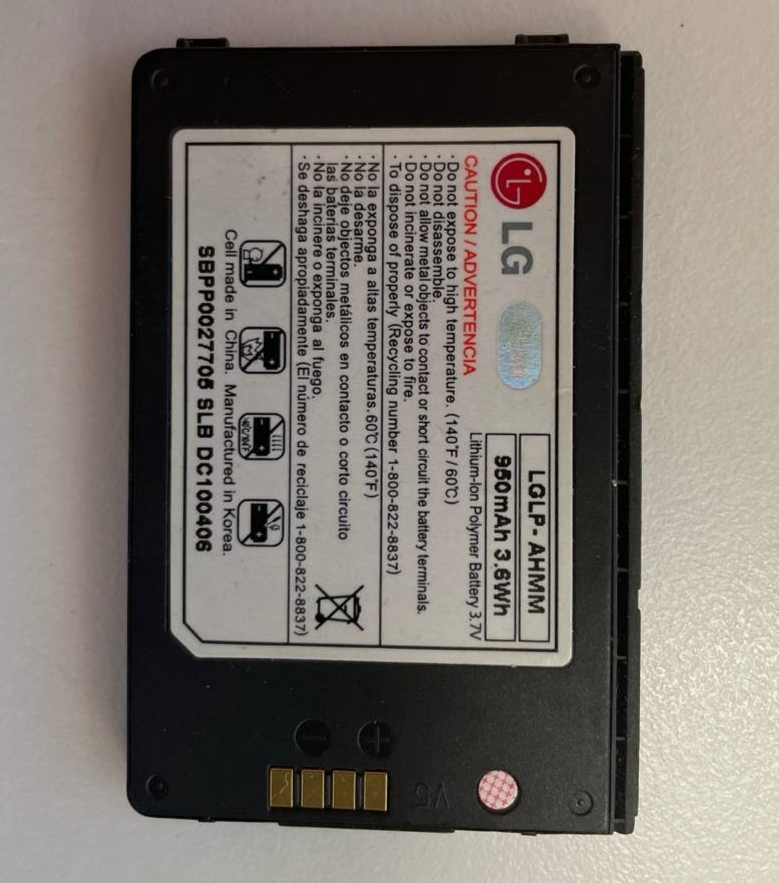 LG
LGLP - AHMM
950mAh 3.6Wh
Lithium-Ion Polymer Battery 3.7V
CAUTION / ADVERTENCIA
· Do not expose to high temperature. (140°F / 60°C)
· Do not disassemble.
· Do not allow metal objects to contact or short circuit the battery terminals.
· Do not incinerate or expose to fire.
· To dispose of properly (Recycling number 1-800-822-8837)
· No la exponga a altas temperaturas. 60°C (140°F)
· No la desarme.
· No deje objectos metálicos en contacto o corto circuito
las baterias terminales.
· No la incinere o exponga al fuego.
· Se deshaga apropiadamente (El número de reciclaje 1-800-822-8837)
Cell made in China. Manufactured in Korea.
SBPP0027705 SLB DC100406
V5